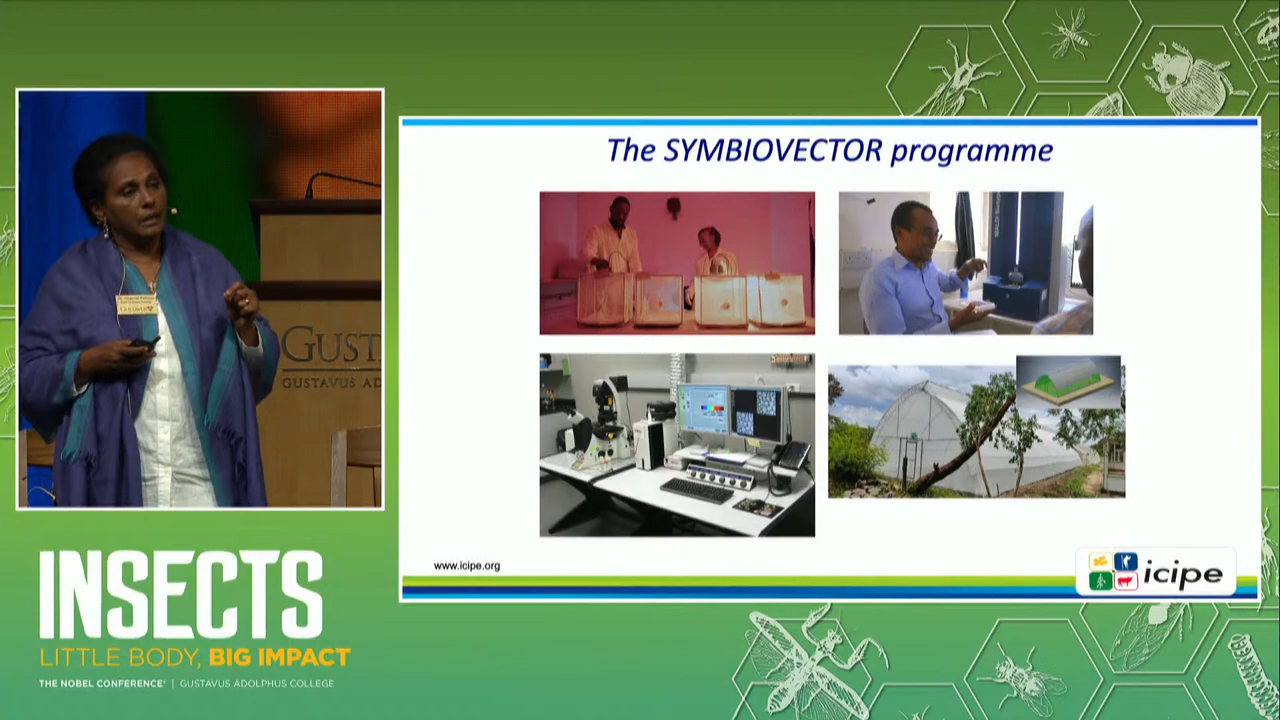 The SYMBIOVECTOR programme
GUST
GUSTAVUS AD
www.icipe.org
icipe
INSECTS
LITTLE BODY, BIG IMPACT
THE NOBEL CONFERENCE® | GUSTAVUS ADOLPHUS COLLEGE